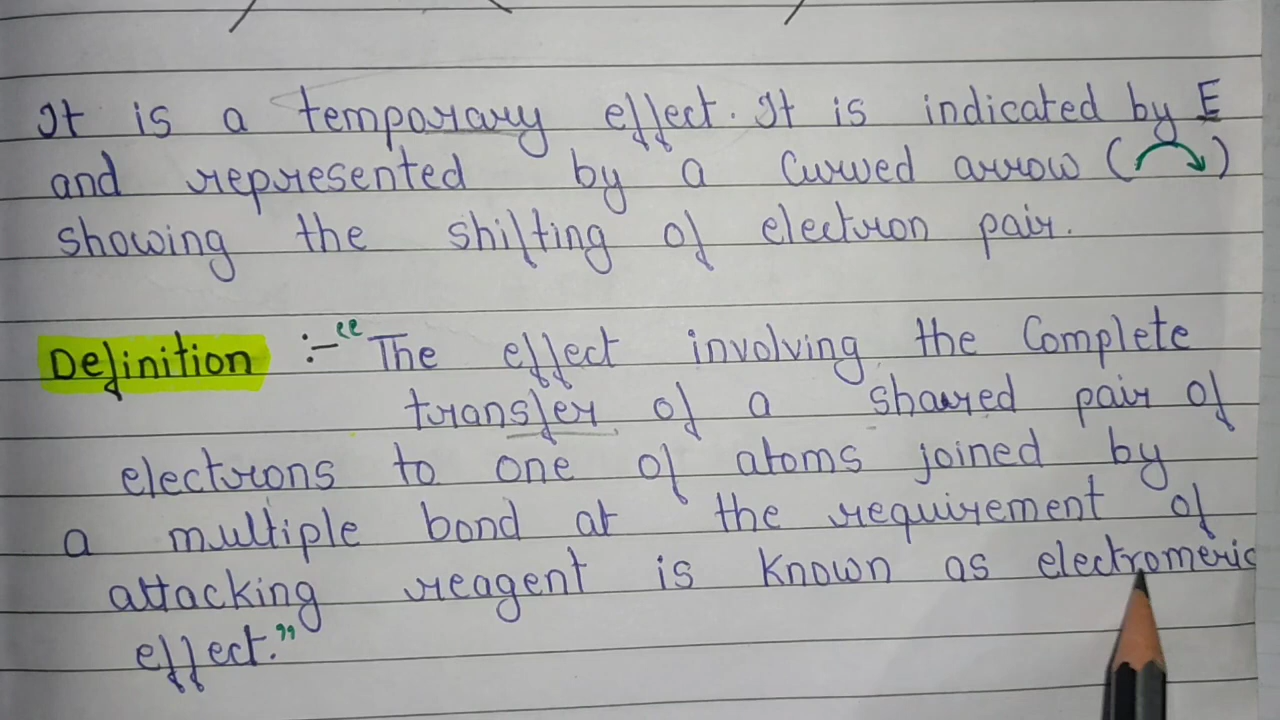 It is a temporary effect. It is indicated by E
and represented by a curved arrow (↷)
showing the shifting of electron pair.
Definition :- “The effect involving the Complete
transfer of a shared pair of
electrons to one of atoms joined by
a multiple bond at the requirement of
attacking reagent is known as electromeric
effect.”